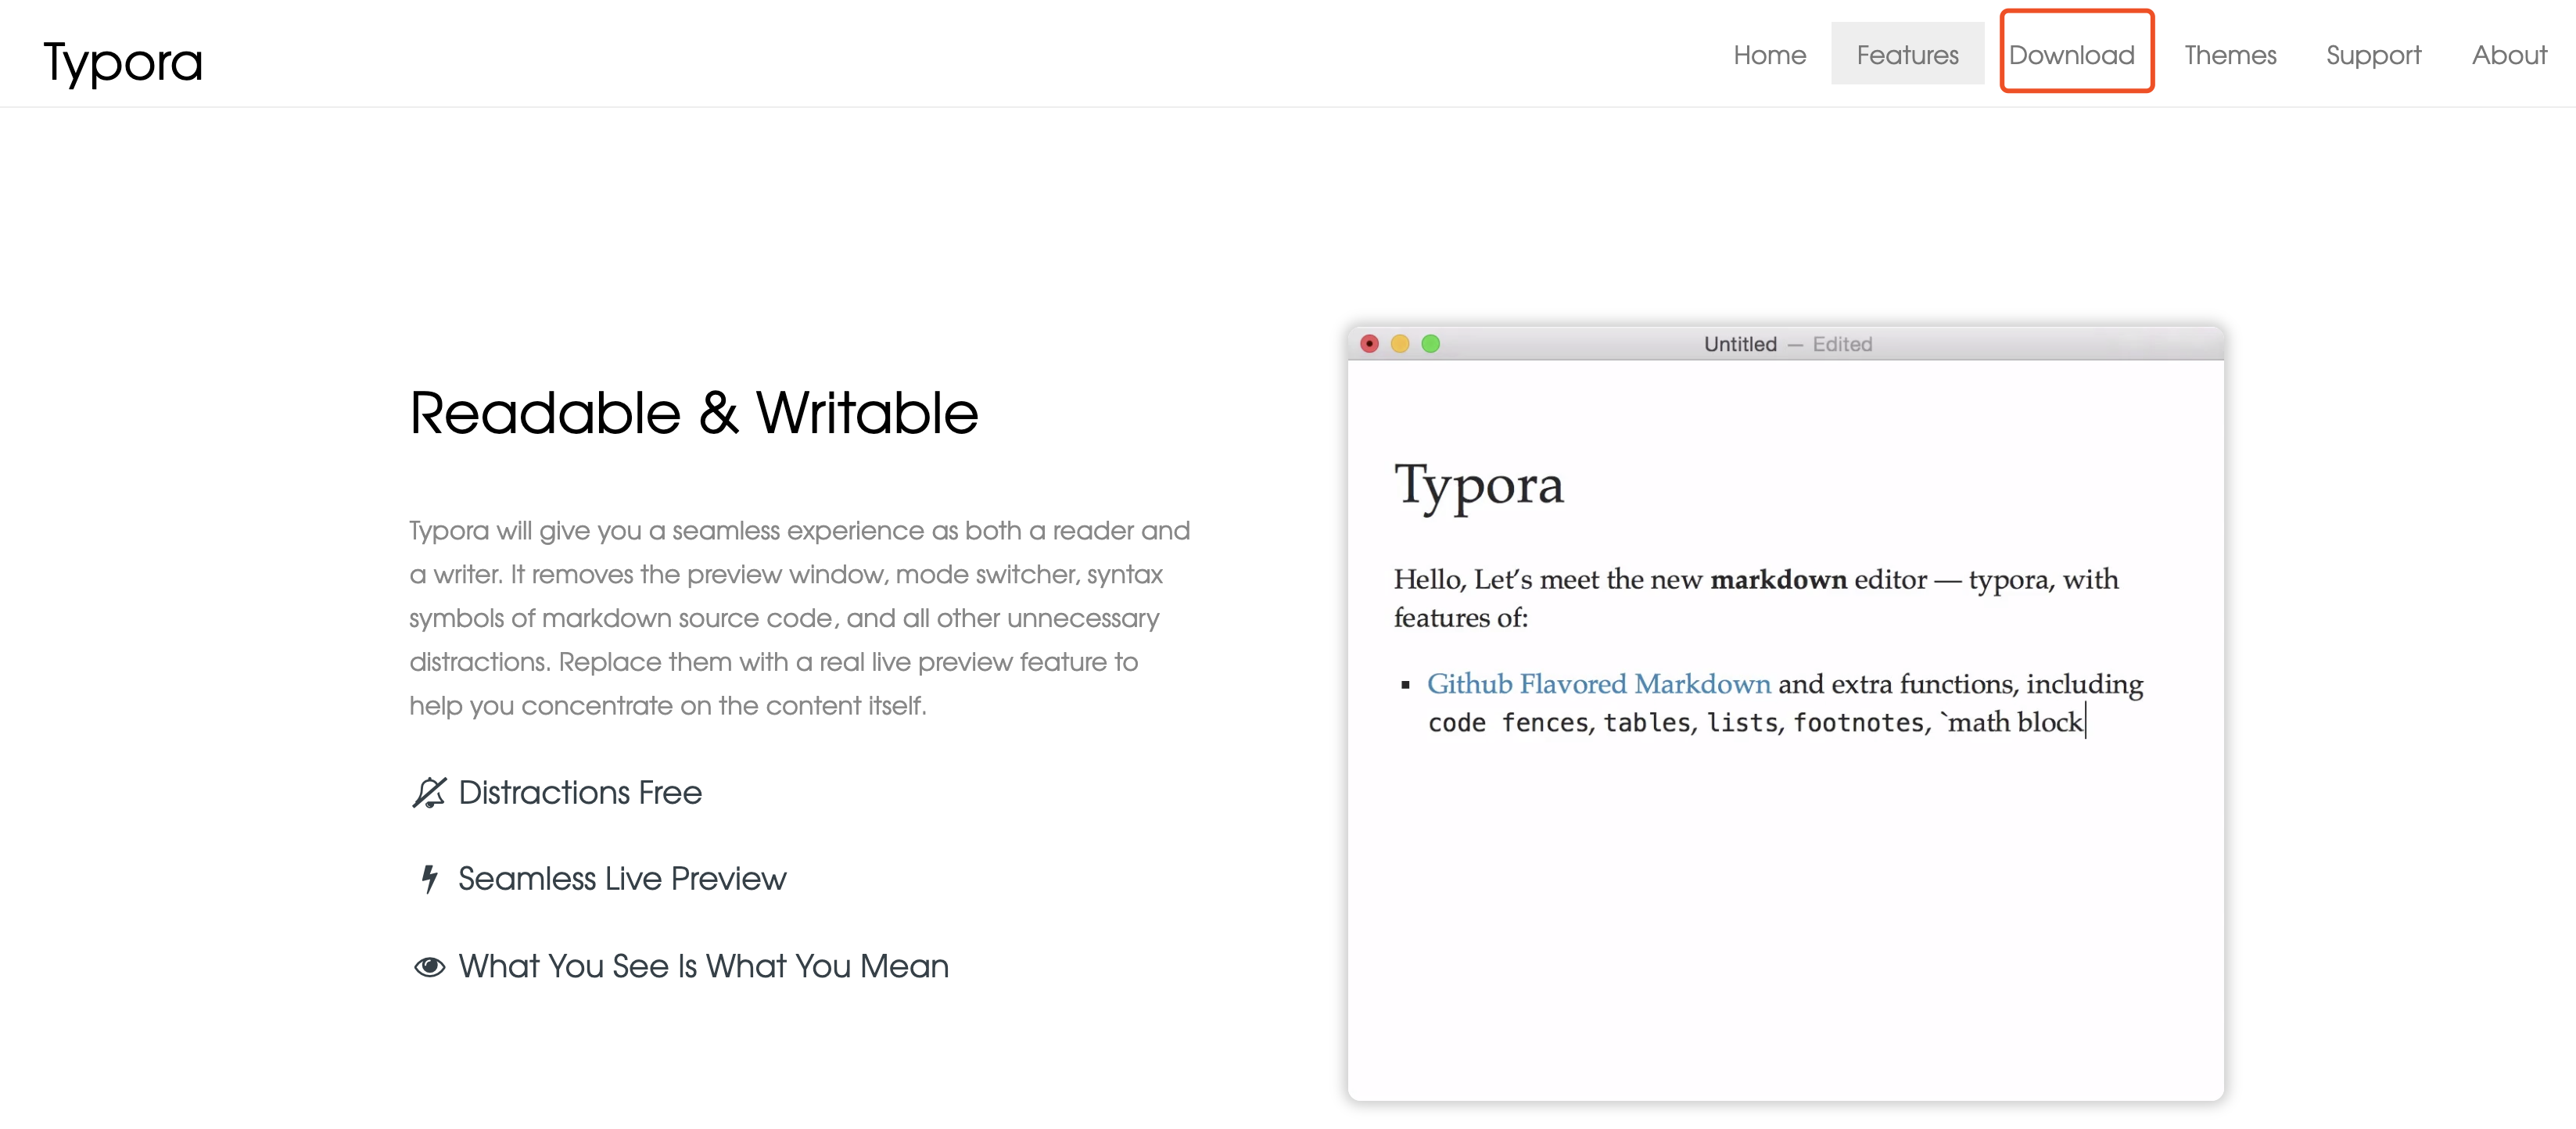 Typora
Home Features Download Themes Support About
Readable & Writable
Typora will give you a seamless experience as both a reader and
a writer. It removes the preview window, mode switcher, syntax
symbols of markdown source code, and all other unnecessary
distractions. Replace them with a real live preview feature to
help you concentrate on the content itself.
Distractions Free
Seamless Live Preview
What You See Is What You Mean
Untitled — Edited
Typora
Hello, Let’s meet the new markdown editor — typora, with
features of:
▪ Github Flavored Markdown and extra functions, including
code fences, tables, lists, footnotes, `math block